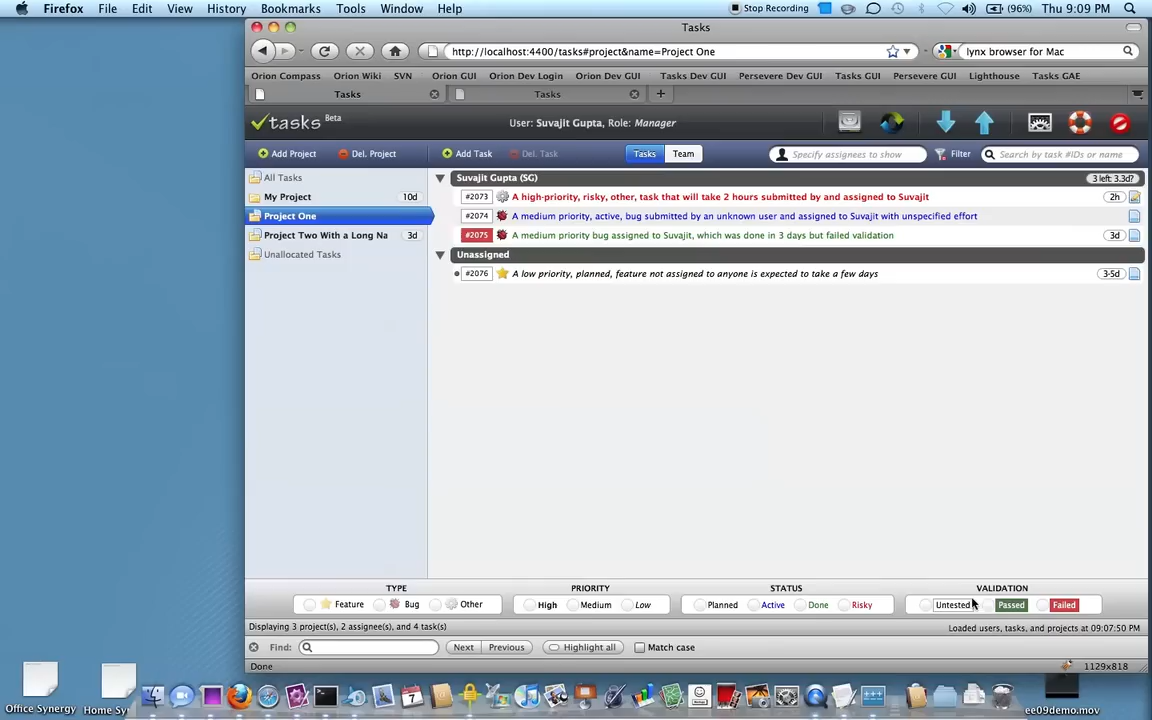 Firefox File Edit View History Bookmarks Tools Window Help Stop Recording (96%) Thu 9:09 PM
Tasks
http://localhost:4400/tasks#project&name=Project One lynx browser for Mac
Orion Compass Orion Wiki SVN Orion GUI Orion Dev Login Orion Dev GUI Tasks Dev GUI Persevere Dev GUI Tasks GUI Persevere GUI Lighthouse Tasks GAE
Tasks Tasks
tasks Beta User: Suvajit Gupta, Role: Manager
Add Project Del. Project Add Task Del. Task Tasks Team Specify assignees to show Filter Search by task #IDs or name
All Tasks
My Project 10d
Project One
Project Two With a Long Na 3d
Unallocated Tasks
Suvajit Gupta (SG) 3 left: 3.3d?
#2073 A high-priority, risky, other, task that will take 2 hours submitted by and assigned to Suvajit 2h
#2074 A medium priority, active, bug submitted by an unknown user and assigned to Suvajit with unspecified effort
#2075 A medium priority bug assigned to Suvajit, which was done in 3 days but failed validation 3d
Unassigned
#2076 A low priority, planned, feature not assigned to anyone is expected to take a few days 3-5d
TYPE PRIORITY STATUS VALIDATION
Feature Bug Other High Medium Low Planned Active Done Risky Untested Passed Failed
Displaying 3 project(s), 2 assignee(s), and 4 task(s) Loaded users, tasks, and projects at 09:07:50 PM
Find: Next Previous Highlight all Match case
Done 1129x818
Office Synergy Home Sy ee09demo.mov